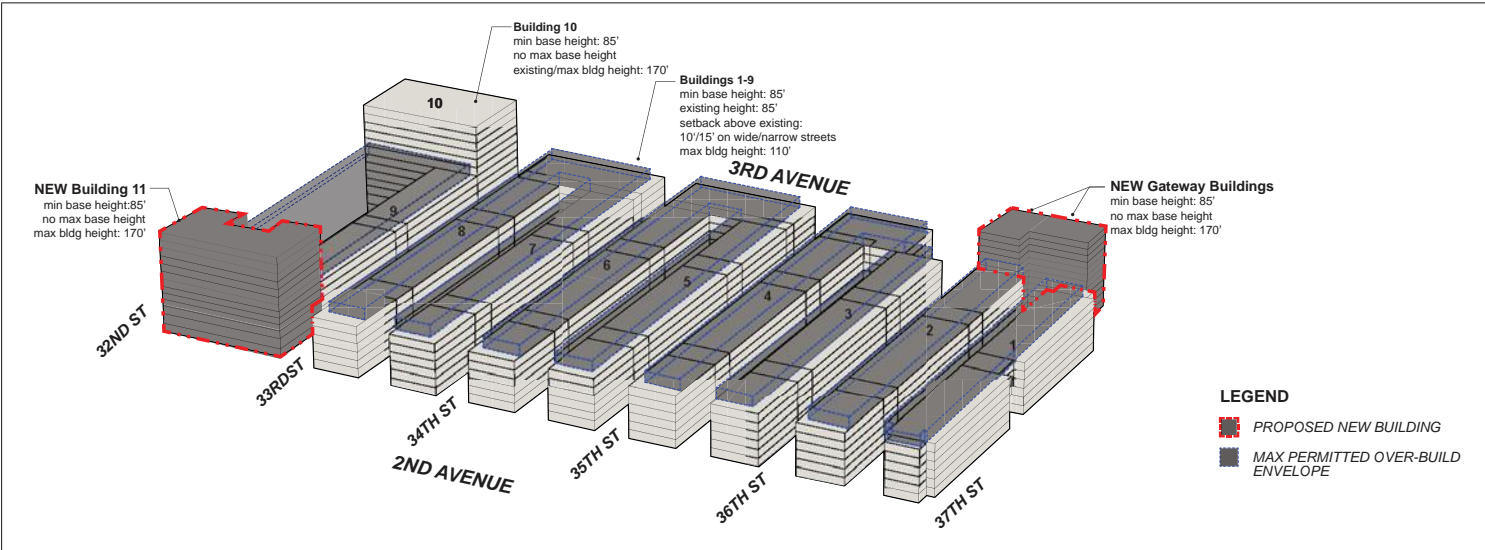 Building 10
min base height: 85'
no max base height
existing/max bldg height: 170'
Buildings 1-9
min base height: 85'
existing height: 85'
setback above existing:
10'/15' on wide/narrow streets
max bldg height: 110'
NEW Building 11
min base height:85'
no max base height
max bldg height: 170'
NEW Gateway Buildings
min base height: 85'
no max base height
max bldg height: 170'
3RD AVENUE
10
9
8
7
6
5
4
3
2
1
32ND ST
33RDST
34TH ST
2ND AVENUE
35TH ST
36TH ST
37TH ST
LEGEND
PROPOSED NEW BUILDING
MAX PERMITTED OVER-BUILD
ENVELOPE